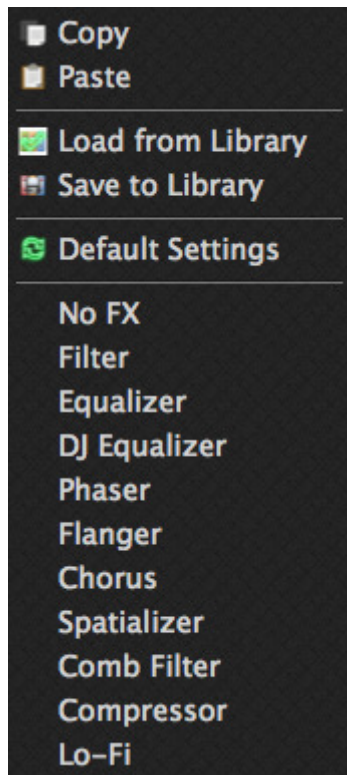 Copy
Paste
Load from Library
Save to Library
Default Settings
No FX
Filter
Equalizer
DJ Equalizer
Phaser
Flanger
Chorus
Spatializer
Comb Filter
Compressor
Lo-Fi